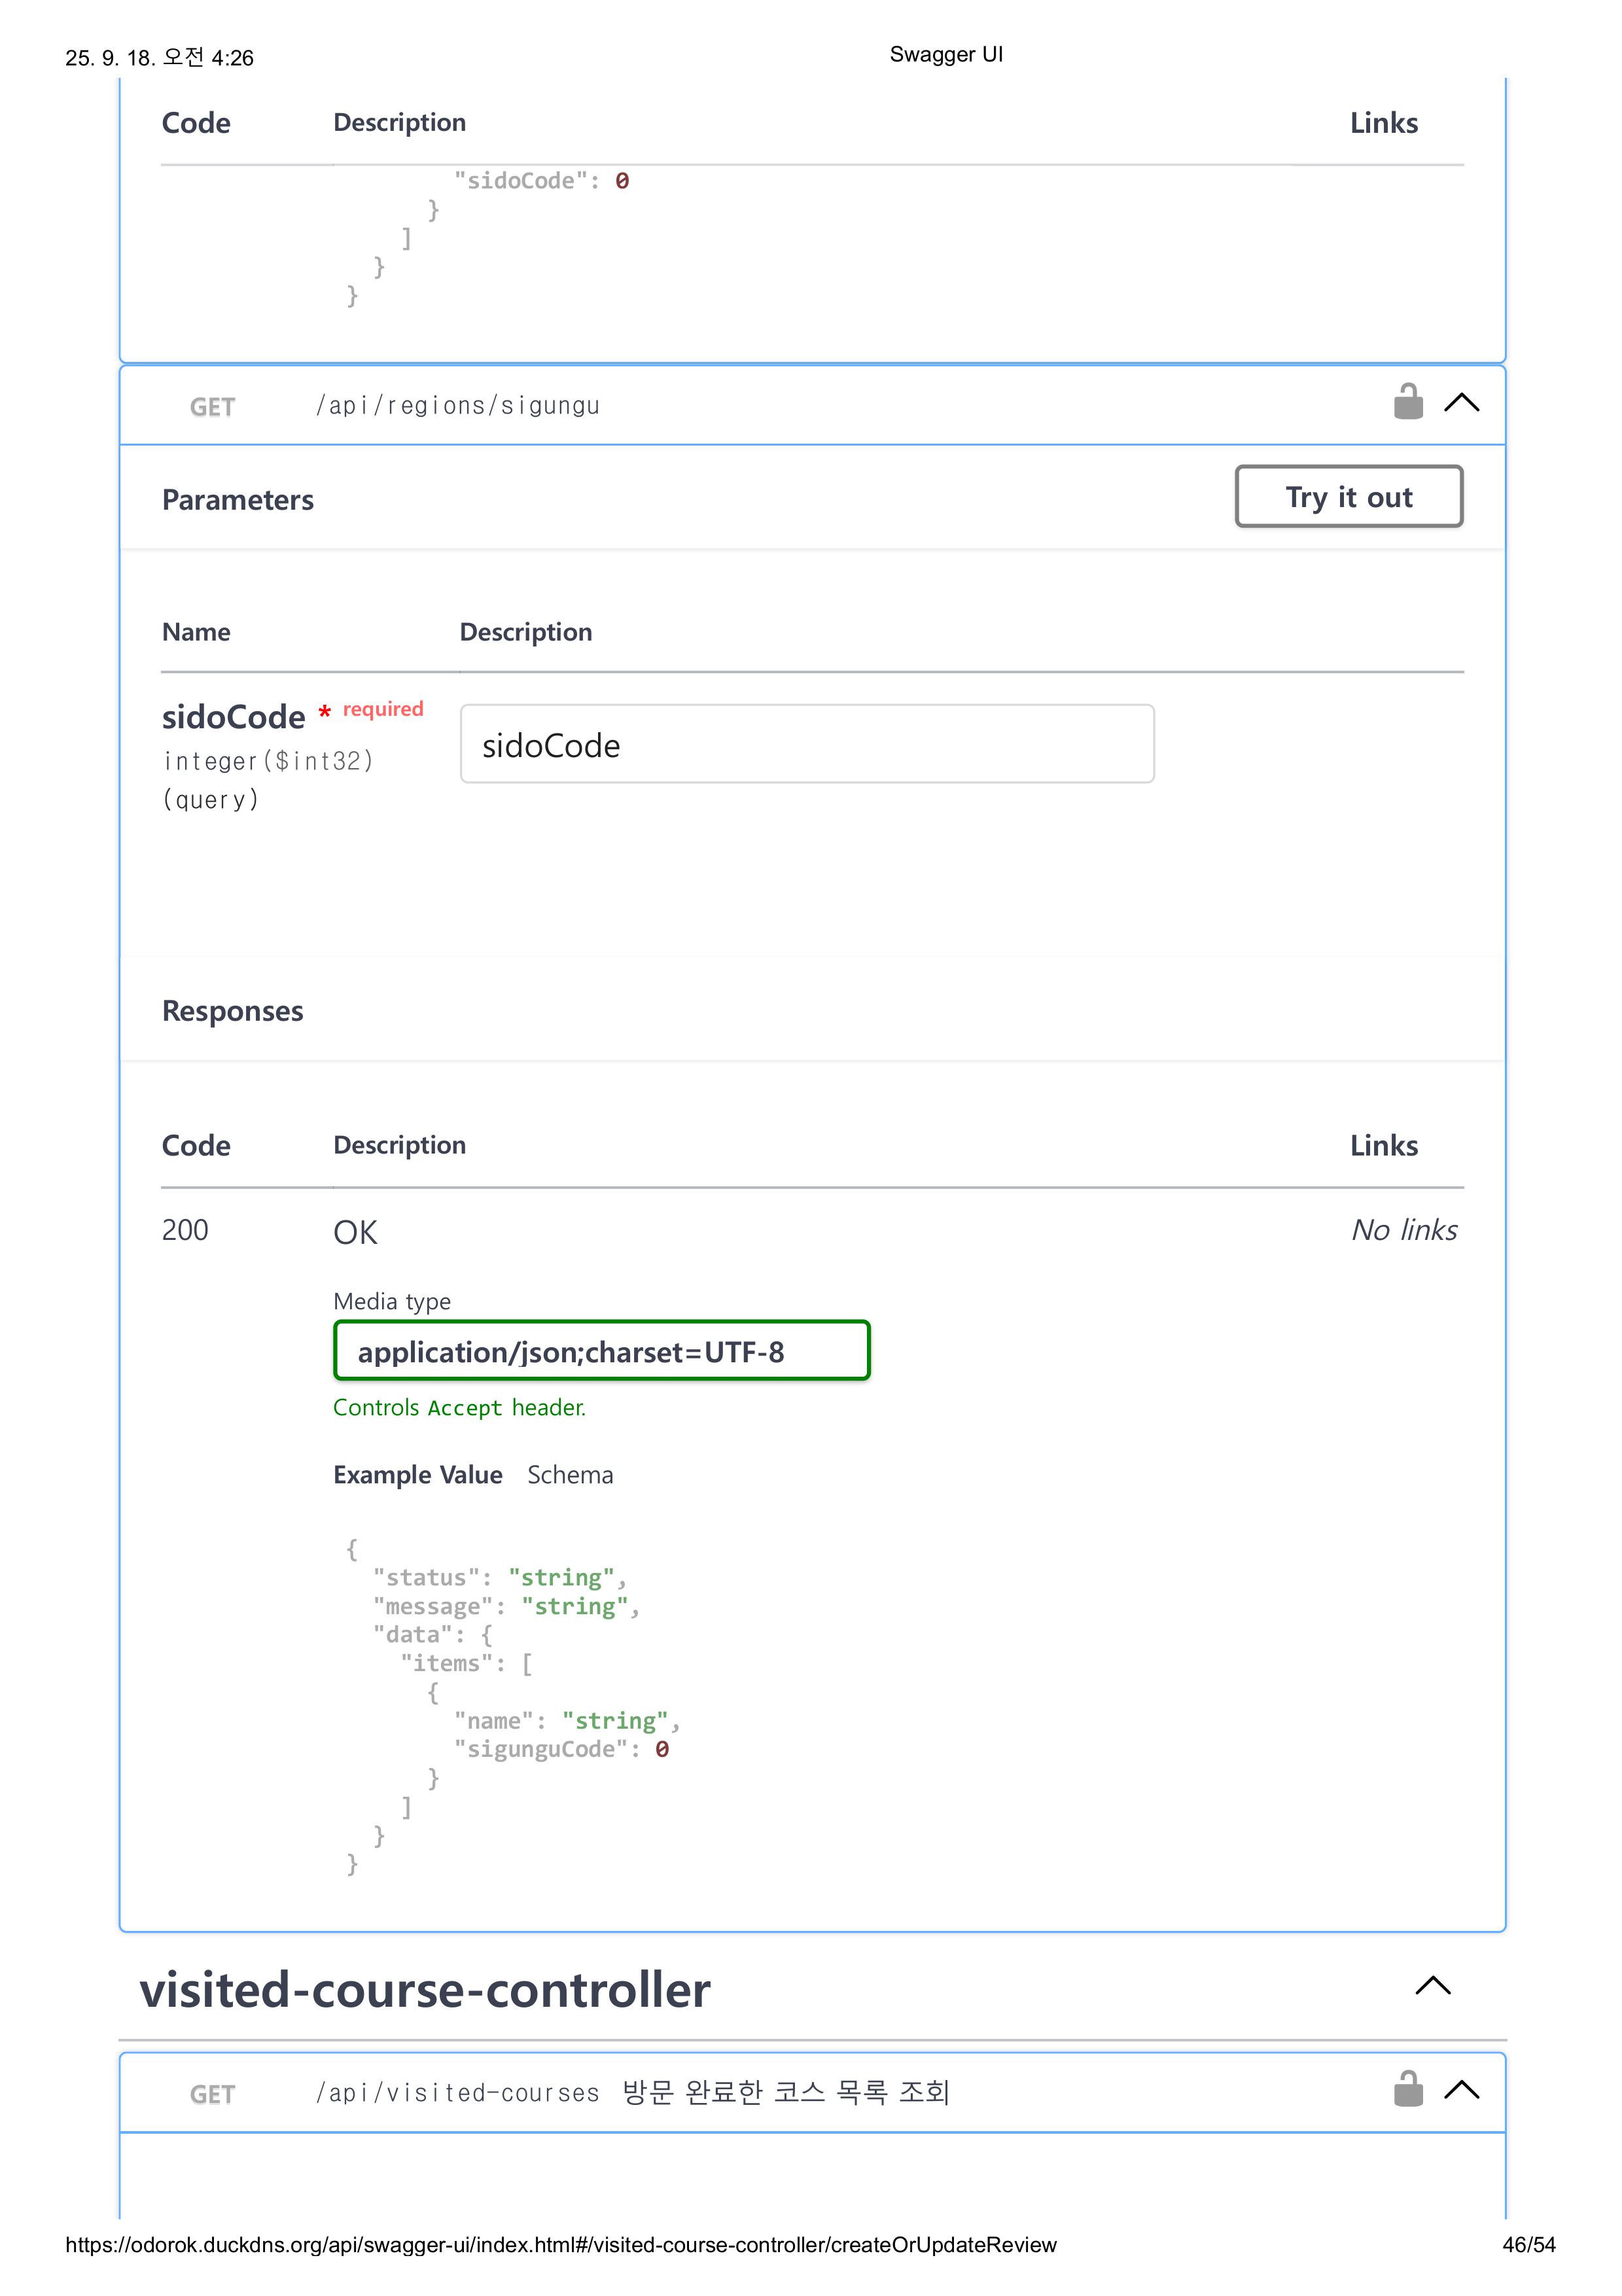 25. 9. 18. 오전 4:26 Swagger UI
Code Description Links
"sidoCode": 0
}
]
}
}
GET /api/regions/sigungu
Parameters Try it out
Name Description
sidoCode * required
integer($int32)
(query)
sidoCode
Responses
Code Description Links
200 OK No links
Media type
application/json;charset=UTF-8
Controls Accept header.
Example Value Schema
{
"status": "string",
"message": "string",
"data": {
"items": [
{
"name": "string",
"sigunguCode": 0
}
]
}
}
visited-course-controller
GET /api/visited-courses 방문 완료한 코스 목록 조회
https://odorok.duckdns.org/api/swagger-ui/index.html#/visited-course-controller/createOrUpdateReview 46/54